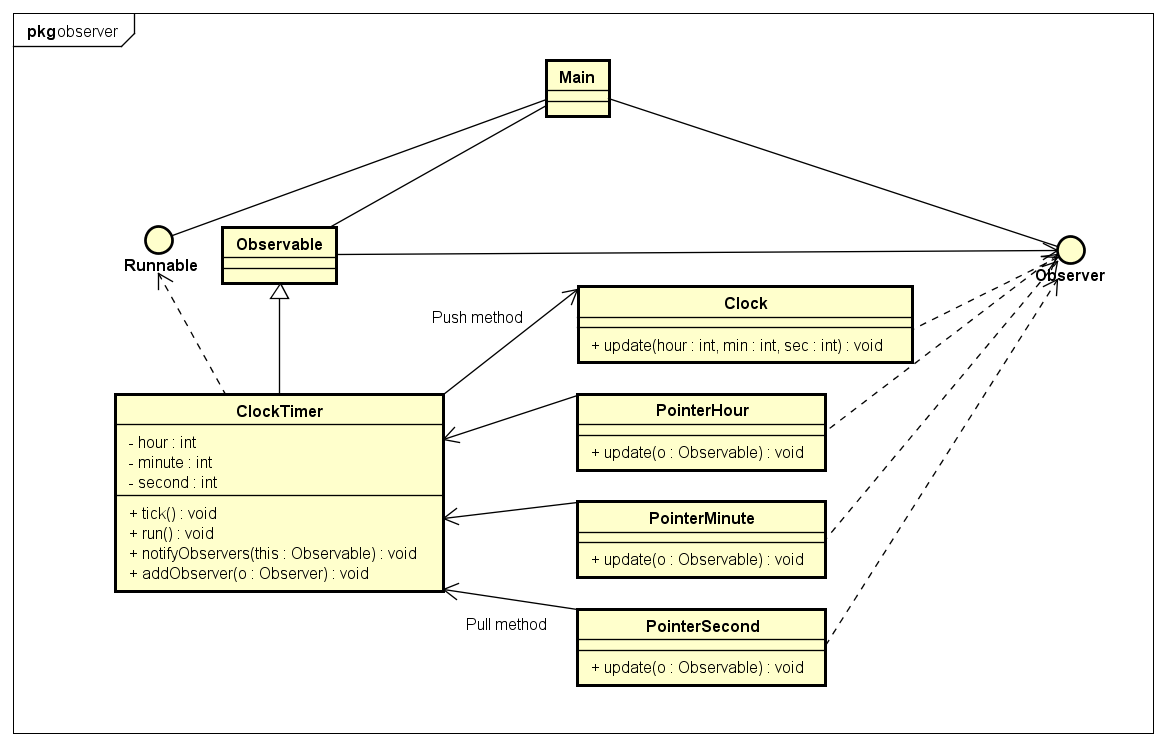 pkg observer
Main
Runnable
Observable
Observer
Push method
Clock
+ update(hour : int, min : int, sec : int) : void
ClockTimer
- hour : int
- minute : int
- second : int
+ tick() : void
+ run() : void
+ notifyObservers(this : Observable) : void
+ addObserver(o : Observer) : void
PointerHour
+ update(o : Observable) : void
PointerMinute
+ update(o : Observable) : void
Pull method
PointerSecond
+ update(o : Observable) : void